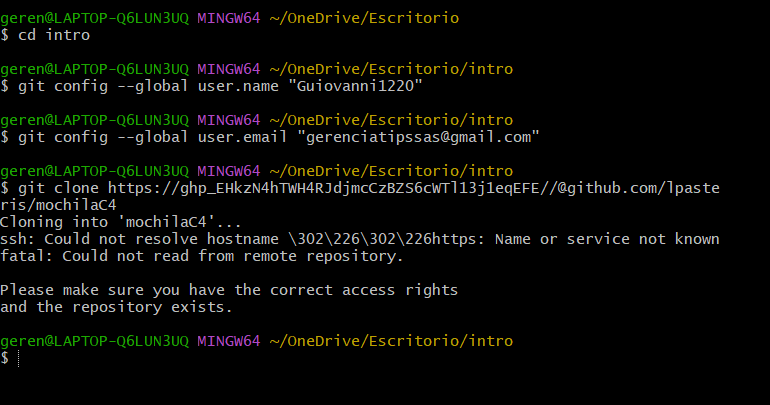 geren@LAPTOP-Q6LUN3UQ MINGW64 ~/OneDrive/Escritorio
$ cd intro
geren@LAPTOP-Q6LUN3UQ MINGW64 ~/OneDrive/Escritorio/intro
$ git config --global user.name "Guiovanni1220"
geren@LAPTOP-Q6LUN3UQ MINGW64 ~/OneDrive/Escritorio/intro
$ git config --global user.email "gerenciatipssas@gmail.com"
geren@LAPTOP-Q6LUN3UQ MINGW64 ~/OneDrive/Escritorio/intro
$ git clone https://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//@github.com/lpaste
ris/mochilaC4
Cloning into 'mochilaC4'...
ssh: Could not resolve hostname \302\226\302\226https: Name or service not known
fatal: Could not read from remote repository.
Please make sure you have the correct access rights
and the repository exists.
geren@LAPTOP-Q6LUN3UQ MINGW64 ~/OneDrive/Escritorio/intro
$